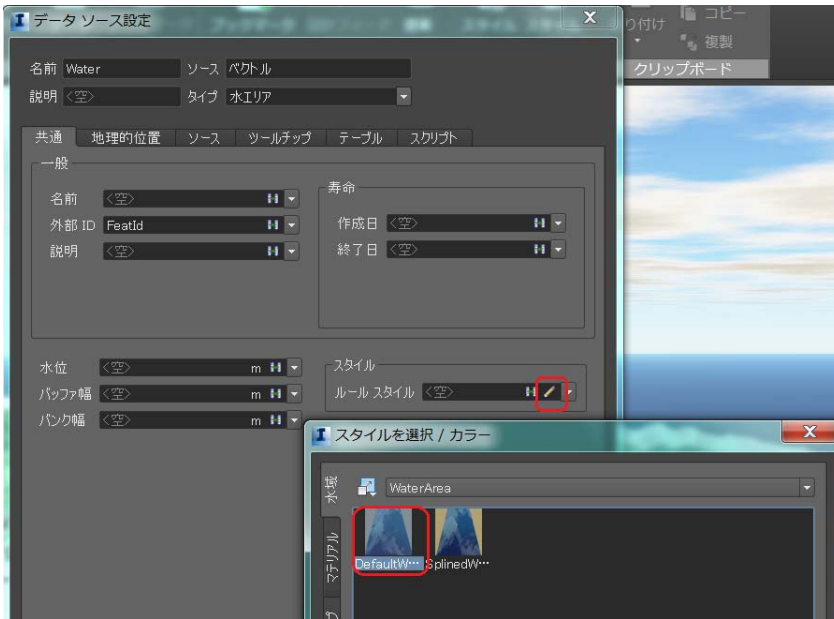 データ ソース設定
り付け
コピー
複製
クリップボード
名前 Water ソース ベクトル
説明 <空> タイプ 水エリア
共通 地理的位置 ソース ツールチップ テーブル スクリプト
一般
名前 <空>
外部 ID FeatId
説明 <空>
寿命
作成日 <空>
終了日 <空>
水位 <空> m
バッファ幅 <空> m
バンク幅 <空> m
スタイル
ルール スタイル <空>
スタイルを選択 / カラー
水域
マテリアル
WaterArea
DefaultW… SplinedW…